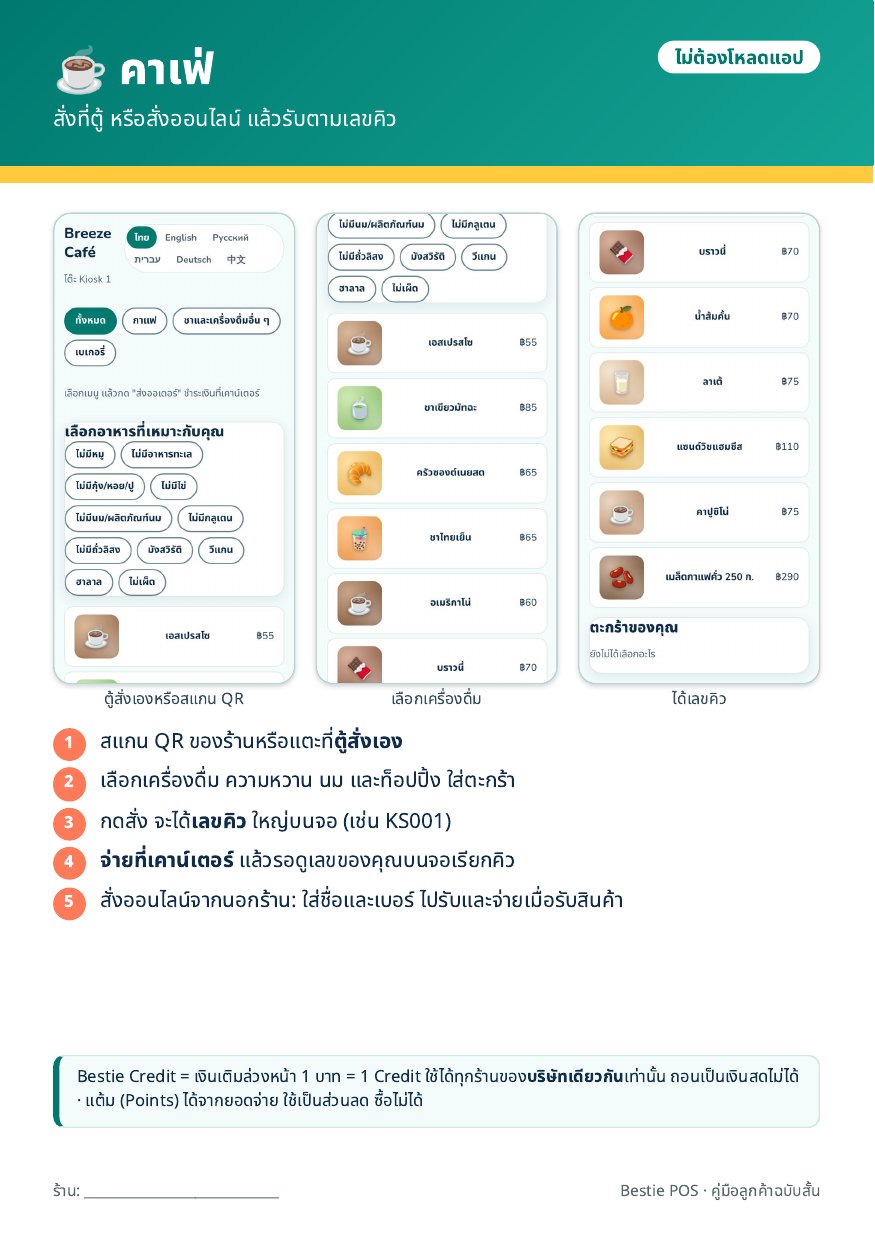 คาเฟ่
ไม่ต้องโหลดแอป
สั่งที่ตู้ หรือสั่งออนไลน์ แล้วรับตามเลขคิว
Breeze
Café
โต๊ะ Kiosk 1
ไทย English Русский
עברית Deutsch 中文
ทั้งหมด กาแฟ ชาและเครื่องดื่มอื่น ๆ
เบเกอรี่
เลือกเมนู แล้วกด "ส่งออเดอร์" ชำระเงินที่เคาน์เตอร์
เลือกอาหารที่เหมาะกับคุณ
ไม่มีหมู ไม่มีอาหารทะเล
ไม่มีกุ้ง/หอย/ปู ไม่มีไข่
ไม่มีนม/ผลิตภัณฑ์นม ไม่มีกลูเตน
ไม่มีถั่วลิสง มังสวิรัติ วีแกน
ฮาลาล ไม่เผ็ด
เอสเปรสโซ ฿55
ตู้สั่งเองหรือสแกน QR
ไม่มีนม/ผลิตภัณฑ์นม ไม่มีกลูเตน
ไม่มีถั่วลิสง มังสวิรัติ วีแกน
ฮาลาล ไม่เผ็ด
เอสเปรสโซ ฿55
ชาเขียวมัทฉะ ฿85
ครัวซองต์เนยสด ฿65
ชาไทยเย็น ฿65
อเมริกาโน่ ฿60
บราวนี่ ฿70
เลือกเครื่องดื่ม
บราวนี่ ฿70
น้ำส้มคั้น ฿70
ลาเต้ ฿75
แซนด์วิชแฮมชีส ฿110
คาปูชิโน่ ฿75
เมล็ดกาแฟคั่ว 250 ก. ฿290
ตะกร้าของคุณ
ยังไม่ได้เลือกอะไร
ได้เลขคิว
1 สแกน QR ของร้านหรือแตะที่ตู้สั่งเอง
2 เลือกเครื่องดื่ม ความหวาน นม และท็อปปิ้ง ใส่ตะกร้า
3 กดสั่ง จะได้เลขคิว ใหญ่บนจอ (เช่น KS001)
4 จ่ายที่เคาน์เตอร์ แล้วรอดูเลขของคุณบนจอเรียกคิว
5 สั่งออนไลน์จากนอกร้าน: ใส่ชื่อและเบอร์ ไปรับและจ่ายเมื่อรับสินค้า
Bestie Credit = เงินเติมล่วงหน้า 1 บาท = 1 Credit ใช้ได้ทุกร้านของบริษัทเดียวกันเท่านั้น ถอนเป็นเงินสดไม่ได้
· แต้ม (Points) ได้จากยอดจ่าย ใช้เป็นส่วนลด ซื้อไม่ได้
ร้าน: ________________________
Bestie POS · คู่มือลูกค้าฉบับสั้น